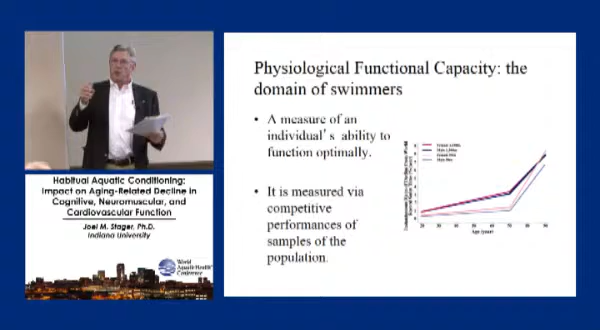 Habitual Aquatic Conditioning:
Impact on Aging-Related Decline in
Cognitive, Neuromuscular, and
Cardiovascular Function
Joel M. Stager, Ph.D.
Indiana University
World
Aquatic Health
Conference
Physiological Functional Capacity: the
domain of swimmers
• A measure of an
individual's ability to
function optimally.
• It is measured via
competitive
performances of
samples of the
population.
Age (years)